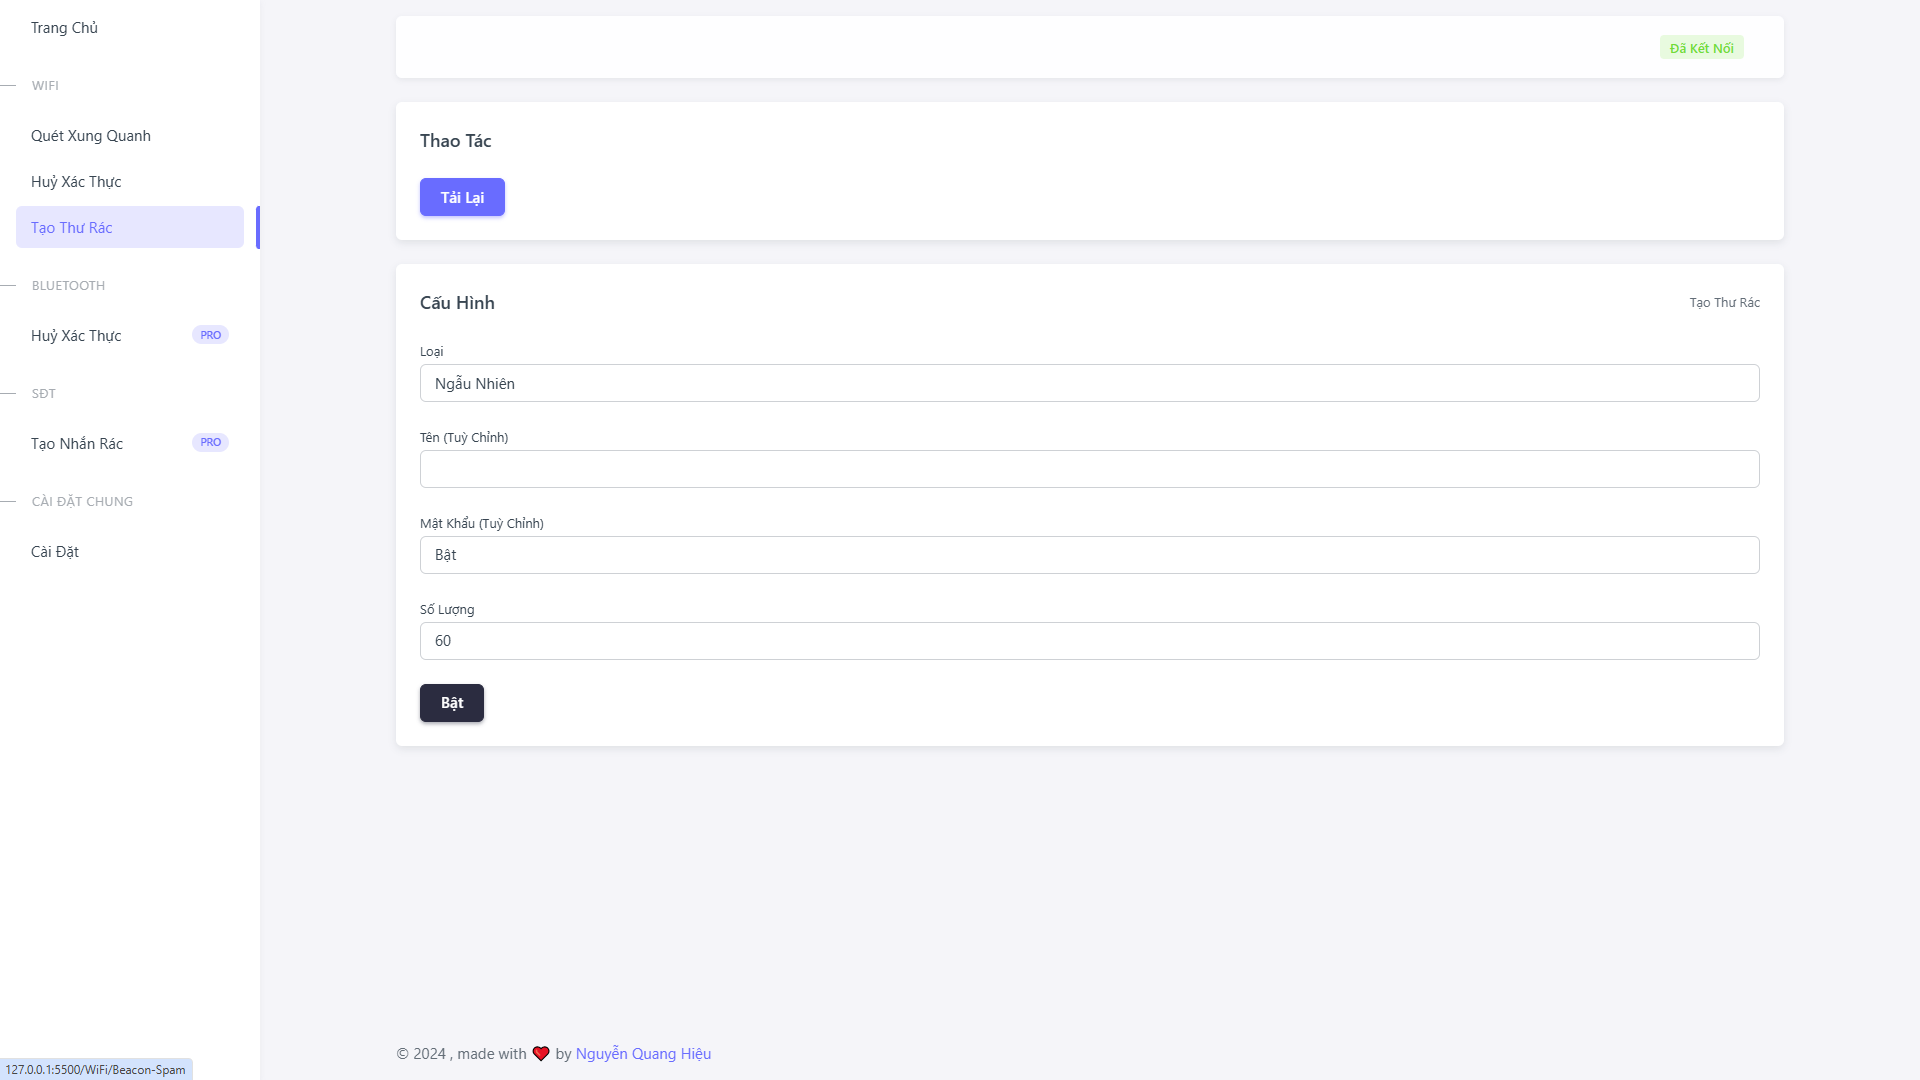 Trang Chủ
WIFI
Quét Xung Quanh
Huỷ Xác Thực
Tạo Thư Rác
BLUETOOTH
Huỷ Xác Thực PRO
SĐT
Tạo Nhắn Rác PRO
CÀI ĐẶT CHUNG
Cài Đặt
Đã Kết Nối
Thao Tác
Tải Lại
Cấu Hình
Tạo Thư Rác
Loại
Ngẫu Nhiên
Tên (Tuỳ Chỉnh)
Mật Khẩu (Tuỳ Chỉnh)
Bật
Số Lượng
60
Bật
© 2024 , made with ❤️ by Nguyễn Quang Hiệu
127.0.0.1:5500/WiFi/Beacon-Spam